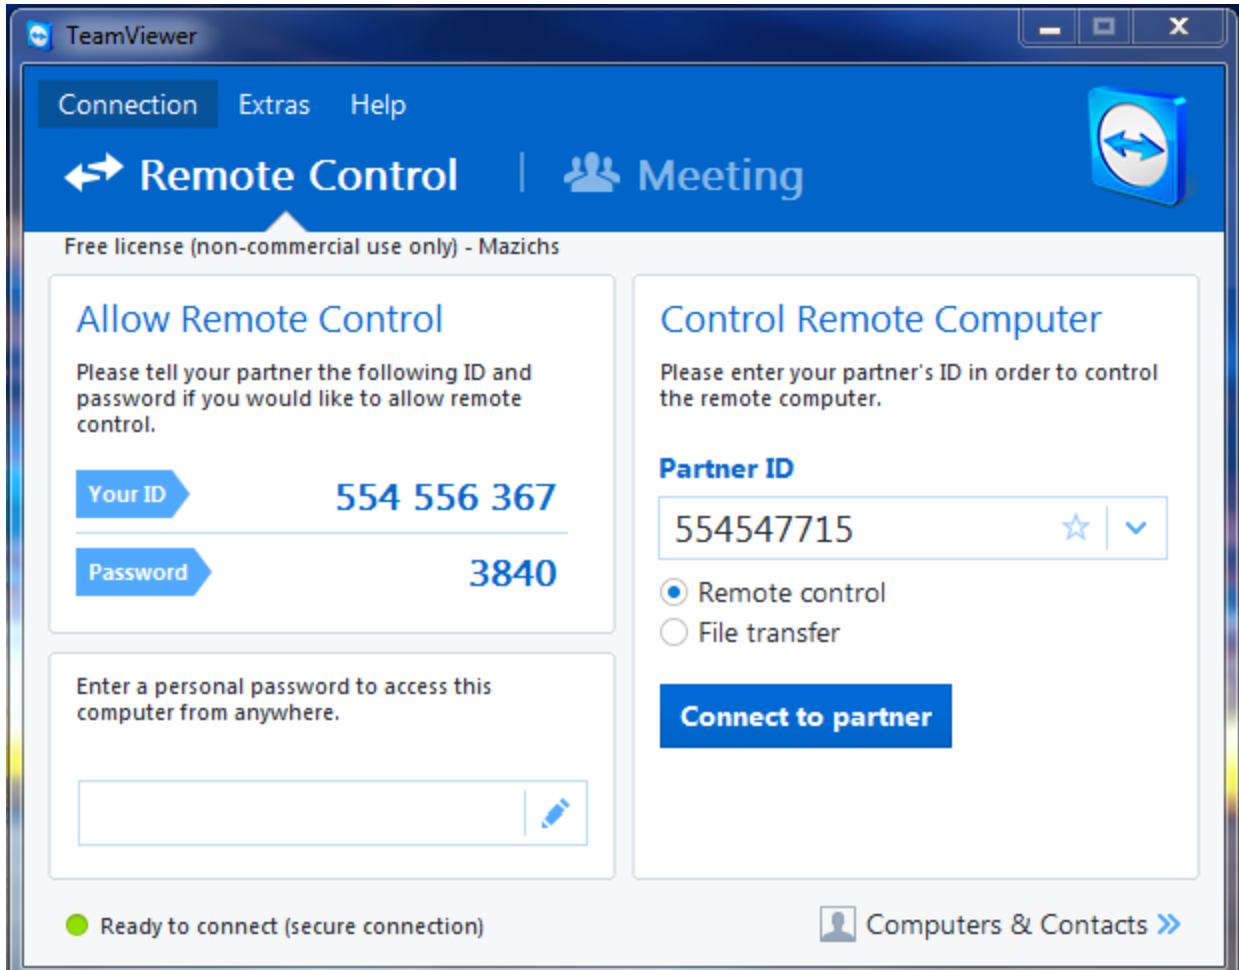 TeamViewer
Connection Extras Help
Remote Control | Meeting
Free license (non-commercial use only) - Mazichs
Allow Remote Control
Please tell your partner the following ID and
password if you would like to allow remote
control.
Your ID 554 556 367
Password 3840
Enter a personal password to access this
computer from anywhere.
Control Remote Computer
Please enter your partner's ID in order to control
the remote computer.
Partner ID
554547715
Remote control
File transfer
Connect to partner
Ready to connect (secure connection)
Computers & Contacts